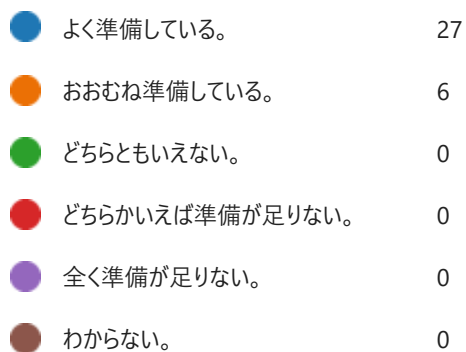 よく準備している。 27
おおむね準備している。 6
どちらともいえない。 0
どちらかいえば準備が足りない。 0
全く準備が足りない。 0
わからない。 0